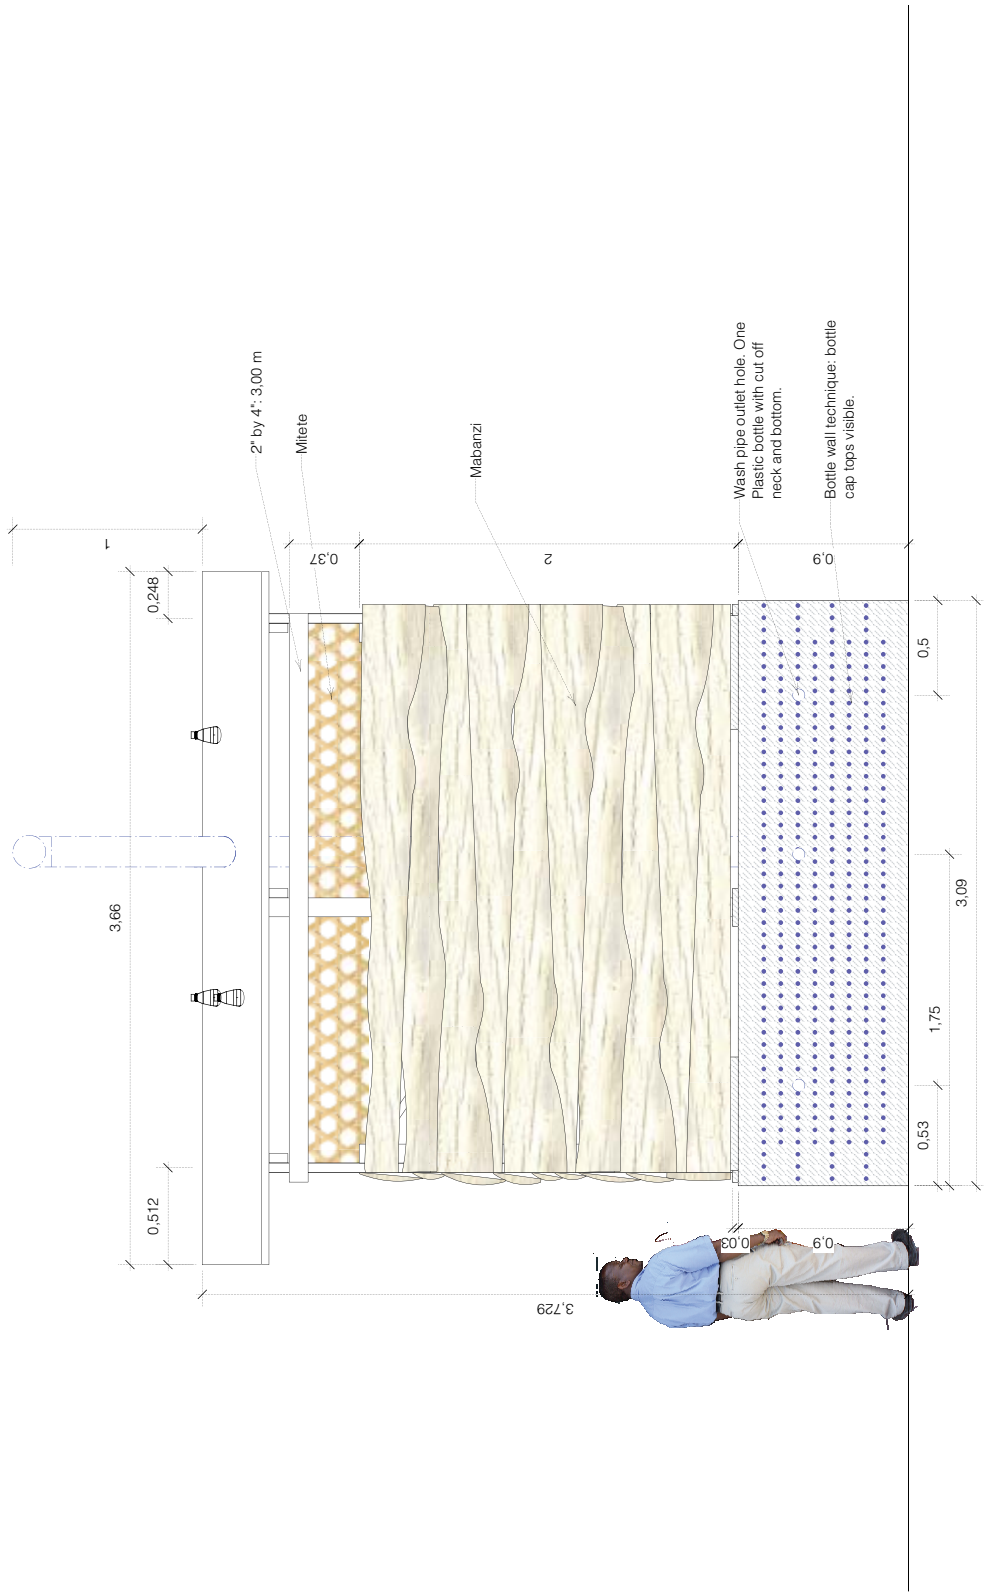 2" by 4": 3,00 m
Mitete
Mabanzi
Wash pipe outlet hole. One
Plastic bottle with cut off
neck and bottom.
Bottle wall technique: bottle
cap tops visible.
1
0,248
3,66
0,512
0,37
2
0,9
3,729
0,03
0,9
0,5
1,75
0,53
3,09